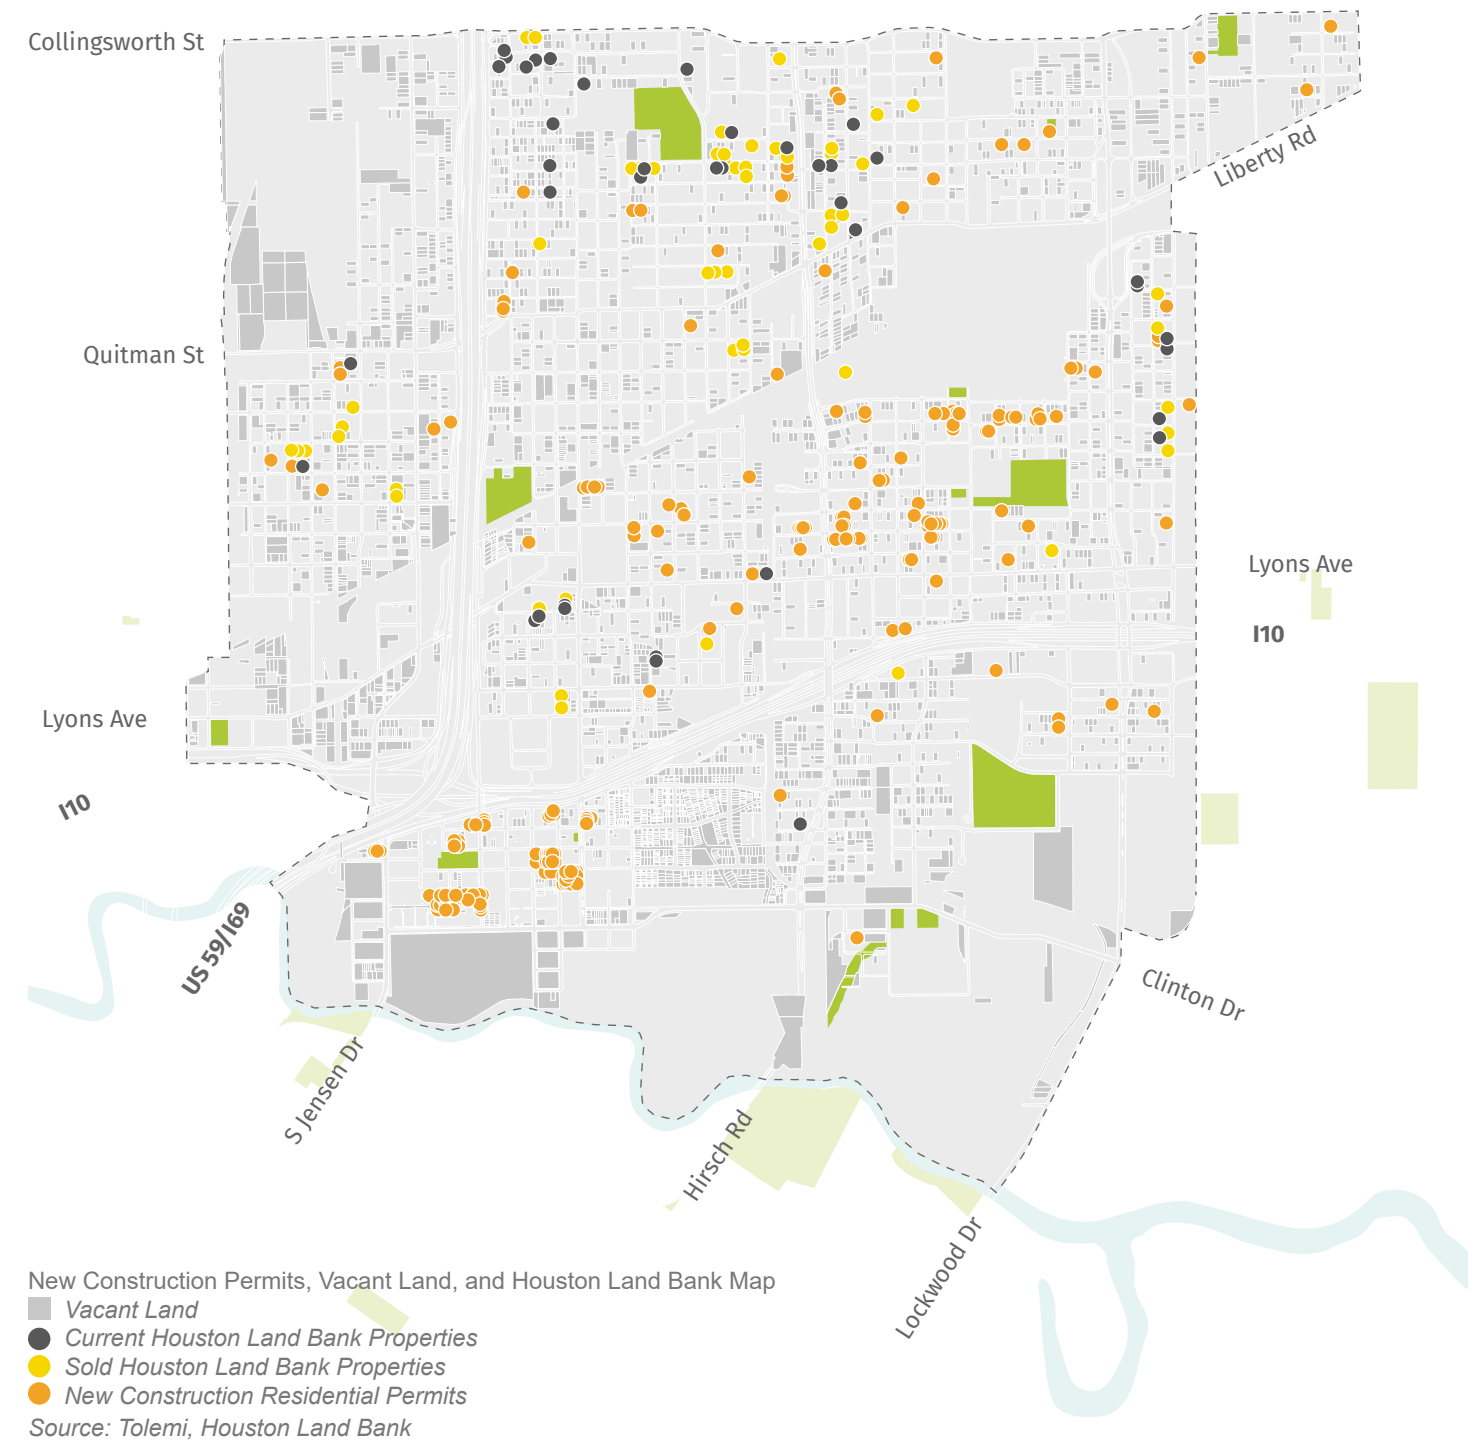 Collingsworth St
Liberty Rd
Quitman St
Lyons Ave
I10
Lyons Ave
I10
US 59/I69
Clinton Dr
S Jensen Dr
Hirsch Rd
Lockwood Dr
New Construction Permits, Vacant Land, and Houston Land Bank Map
Vacant Land
Current Houston Land Bank Properties
Sold Houston Land Bank Properties
New Construction Residential Permits
Source: Tolemi, Houston Land Bank